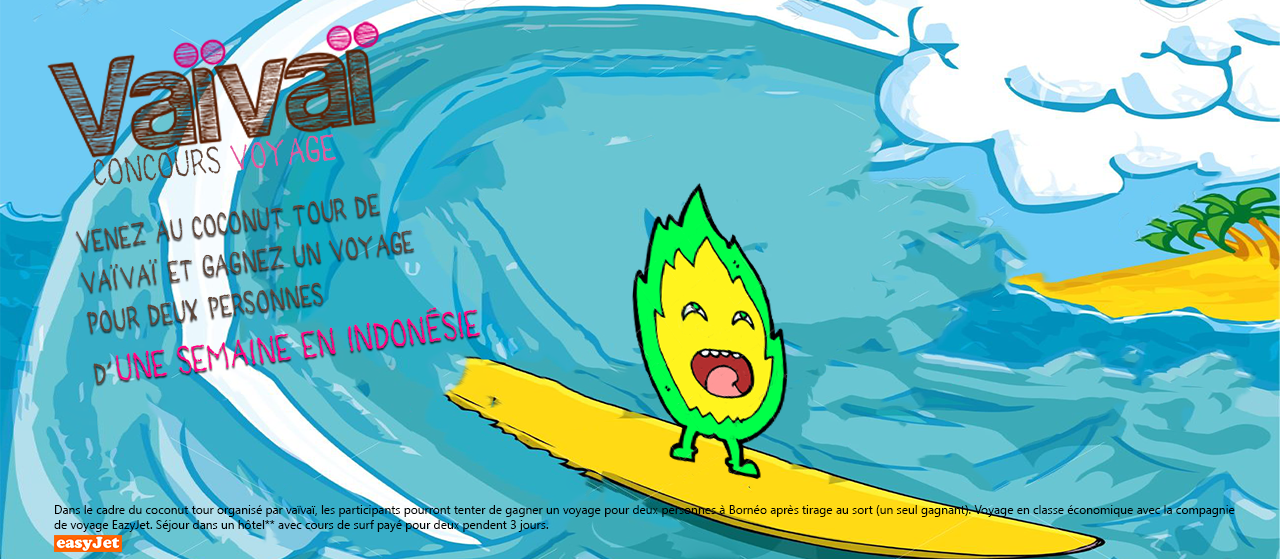 Vaïvaï
CONCOURS VOYAGE
VENEZ AU COCONUT TOUR DE
VAÏVAÏ ET GAGNEZ UN VOYAGE
POUR DEUX PERSONNES
D'UNE SEMAINE EN INDONÉSIE
Dans le cadre du coconut tour organisé par vaïvaï, les participants pourront tenter de gagner un voyage pour deux personnes à Bornéo après tirage au sort (un seul gagnant). Voyage en classe économique avec la compagnie
de voyage EazyJet. Séjour dans un hôtel** avec cours de surf payé pour deux pendent 3 jours.
easyJet